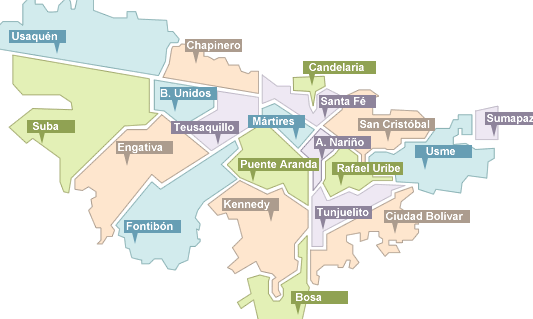 Usaquén
Chapinero
Candelaria
B. Unidos
Santa Fé
Sumapaz
Suba
Teusaquillo
Mártires
San Cristóbal
Engativa
A. Nariño
Usme
Puente Aranda
Rafael Uribe
Kennedy
Tunjuelito
Ciudad Bolivar
Fontibón
Bosa